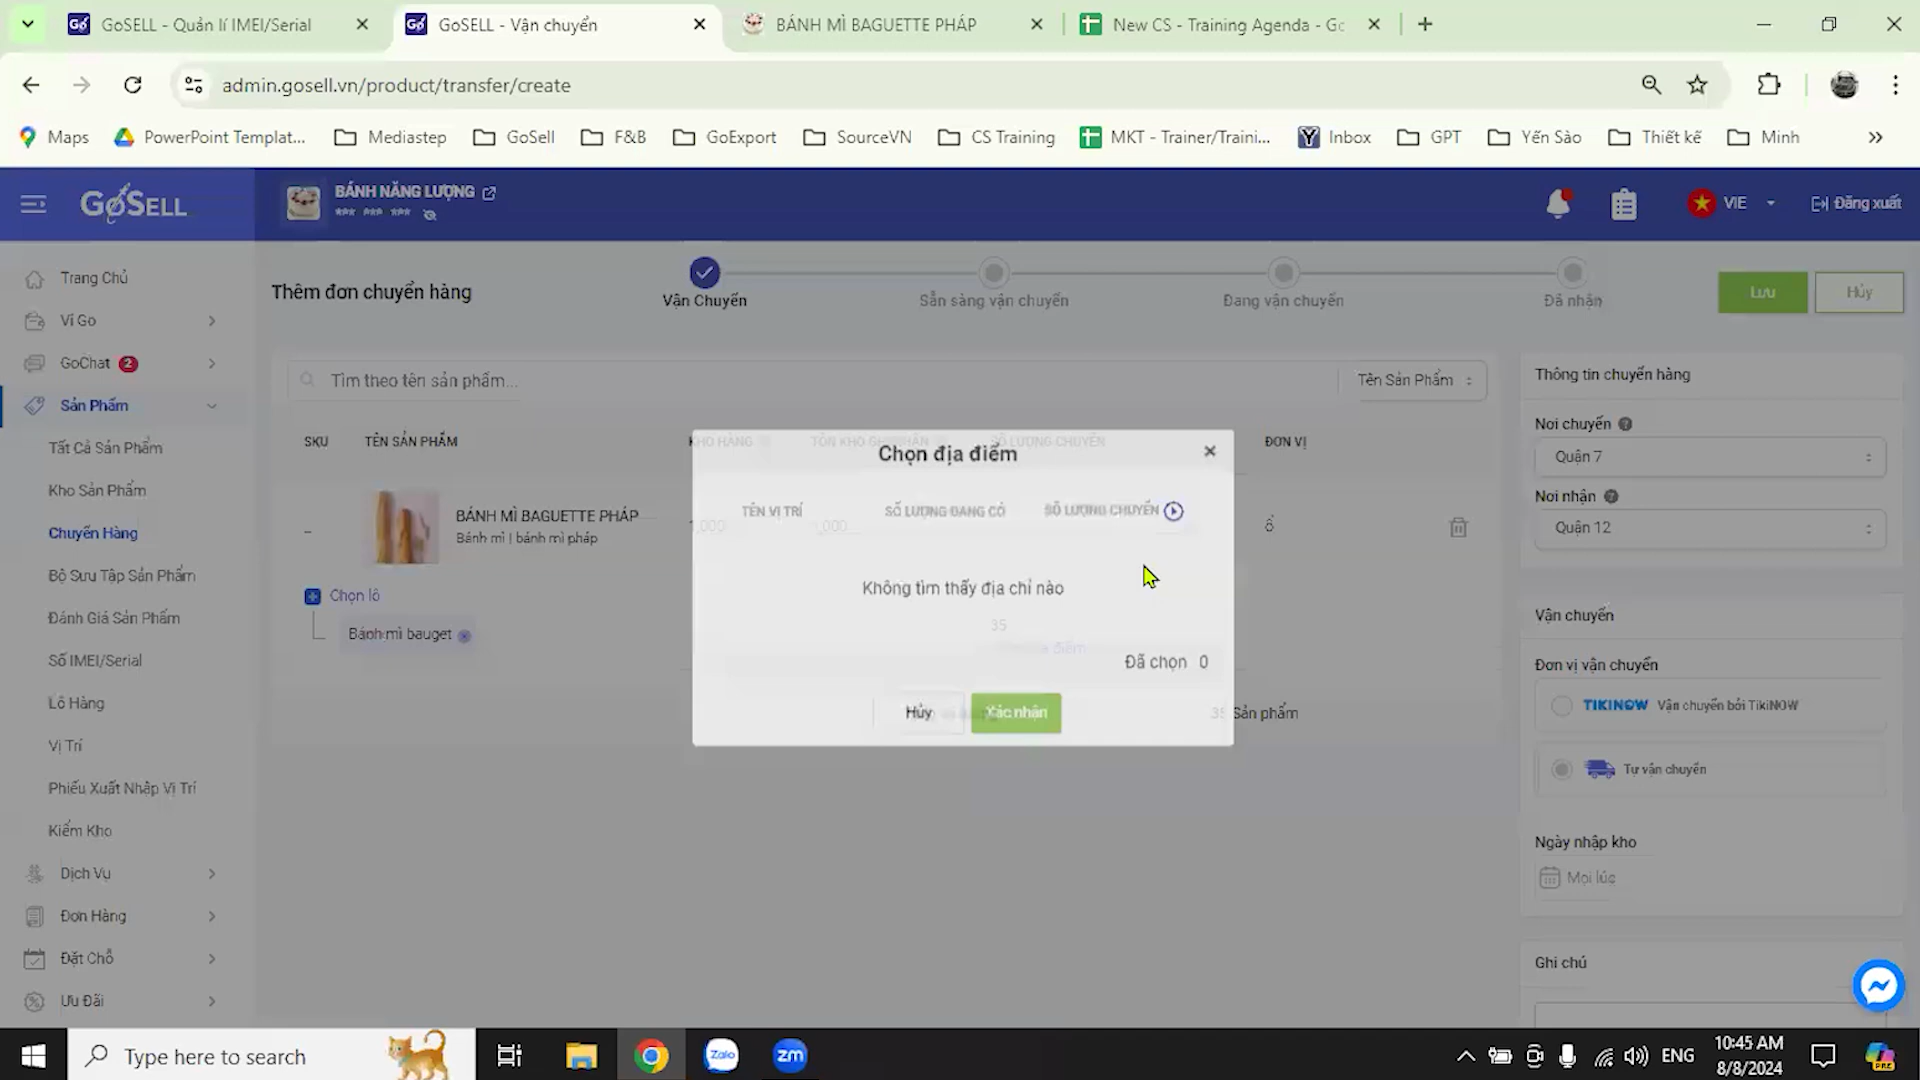 GoSELL - Quản lí IMEI/Serial
GoSELL - Vận chuyển
BÁNH MÌ BAGUETTE PHÁP
New CS - Training Agenda - Go
admin.gosell.vn/product/transfer/create
Maps
PowerPoint Templat...
Mediastep
GoSell
F&B
GoExport
SourceVN
CS Training
MKT - Trainer/Traini...
Inbox
GPT
Yến Sào
Thiết kế
Minh
GoSELL
BÁNH NĂNG LƯỢNG
*** *** ***
VIE
Đăng xuất
Trang Chủ
Ví Go
GoChat 2
Sản Phẩm
Tất Cả Sản Phẩm
Kho Sản Phẩm
Chuyển Hàng
Bộ Sưu Tập Sản Phẩm
Đánh Giá Sản Phẩm
Số IMEI/Serial
Lô Hàng
Vị Trí
Phiếu Xuất Nhập Vị Trí
Kiểm Kho
Dịch Vụ
Đơn Hàng
Đặt Chỗ
Ưu Đãi
Thêm đơn chuyển hàng
Vận Chuyển
Sẵn sàng vận chuyển
Đang vận chuyển
Đã nhận
Lưu
Hủy
Tìm theo tên sản phẩm...
Tên Sản Phẩm
SKU
TÊN SẢN PHẨM
KHO HÀNG
SỐ LƯỢNG CHUYỂN
ĐƠN VỊ
-
BÁNH MÌ BAGUETTE PHÁP
Bánh mì | bánh mì pháp
1,000
1,000
ổ
Chọn lô
Bánh mì bauget
35
35 Sản phẩm
Chọn địa điểm
TÊN VỊ TRÍ
SỐ LƯỢNG ĐANG CÓ
SỐ LƯỢNG CHUYỂN
Không tìm thấy địa chỉ nào
Đã chọn 0
Hủy
Xác nhận
Thông tin chuyển hàng
Nơi chuyển
Quận 7
Nơi nhận
Quận 12
Vận chuyển
Đơn vị vận chuyển
TIKINOW Vận chuyển bởi TikiNOW
Tự vận chuyển
Ngày nhập kho
Mọi lúc
Ghi chú
Type here to search
Zalo
zm
ENG
10:45 AM
8/8/2024
PRE